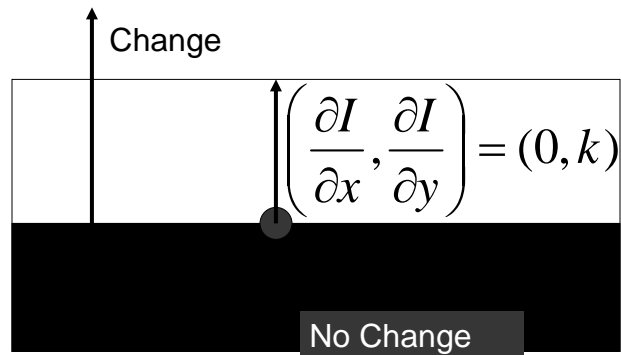 Change
(∂I/∂x, ∂I/∂y) = (0, k)
No Change